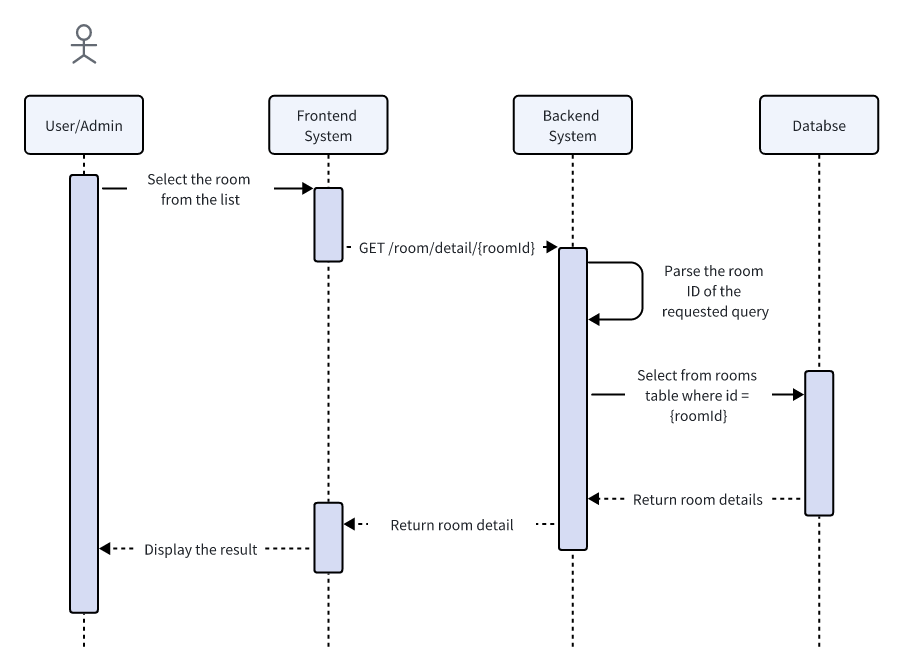 User/Admin
Frontend
System
Backend
System
Databse
Select the room
from the list
GET /room/detail/{roomId}
Parse the room
ID of the
requested query
Select from rooms
table where id =
{roomId}
Return room details
Return room detail
Display the result